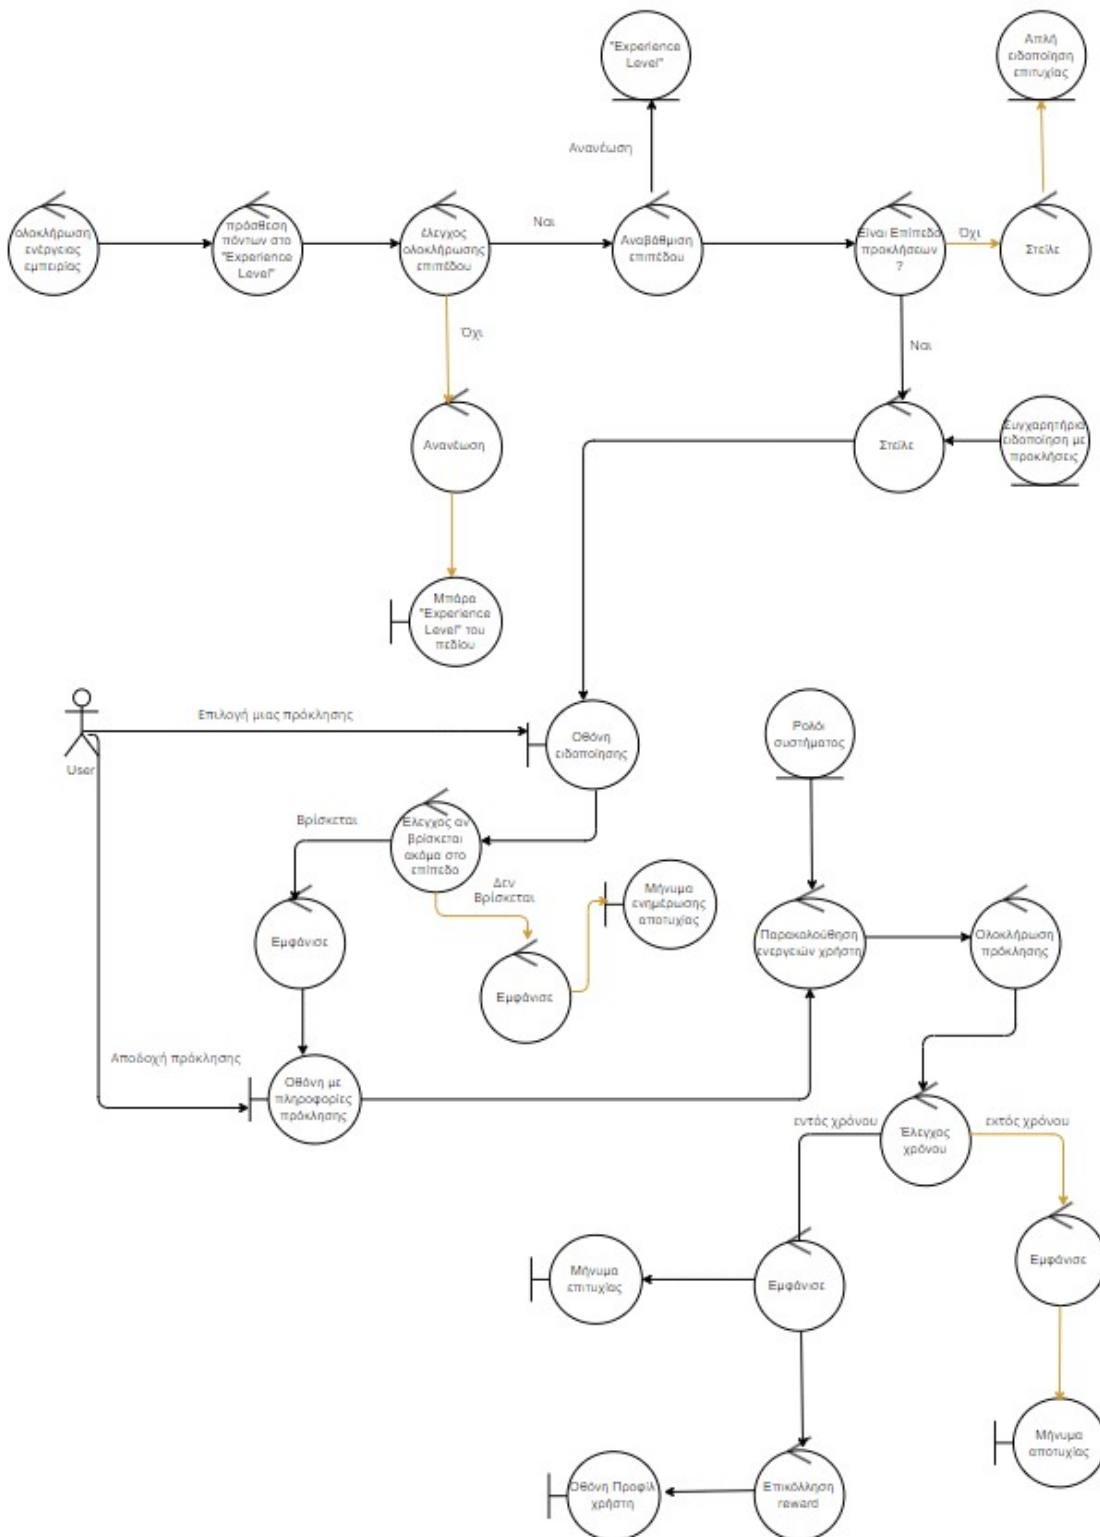 "Experience
Level"
Απλή
ειδοποίηση
επιτυχίας
Ανανέωση
ολοκλήρωση
ενέργειας
εμπειρίας
πρόσθεση
πόντων στο
"Experience
Level"
έλεγχος
ολοκλήρωσης
επιπέδου
Ναι
Αναβάθμιση
επιπέδου
Είναι Επίπεδο
προκλήσεων
?
Όχι
Στείλε
Όχι
Ναι
Ανανέωση
Στείλε
Συγχαρητήρια
ειδοποίηση με
προκλήσεις
Μπάρα
"Experience
Level" του
πεδίου
User
Επιλογή μιας πρόκλησης
Οθόνη
ειδοποίησης
Ρολόι
συστήματος
Βρίσκεται
Έλεγχος αν
βρίσκεται
ακόμα στο
επίπεδο
Δεν
Βρίσκεται
Μήνυμα
ενημέρωσης
αποτυχίας
Εμφάνισε
Εμφάνισε
Παρακολούθηση
ενεργειών χρήστη
Ολοκλήρωση
πρόκλησης
Αποδοχή πρόκλησης
Οθόνη με
πληροφορίες
πρόκλησης
εντός χρόνου
Έλεγχος
χρόνου
εκτός χρόνου
Μήνυμα
επιτυχίας
Εμφάνισε
Εμφάνισε
Μήνυμα
αποτυχίας
Οθόνη Προφίλ
χρήστη
Επικόλληση
reward